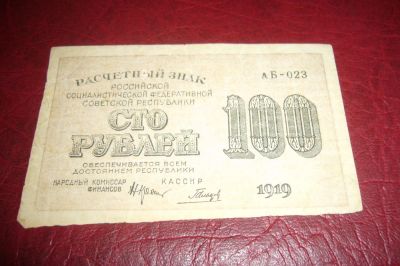 РАСЧЕТНЫЙ ЗНАК
РОССИЙСКОЙ
СОЦИАЛИСТИЧЕСКОЙ ФЕДЕРАТИВНОЙ
СОВЕТСКОЙ РЕСПУБЛИКИ
АБ-023
СТО
РУБЛЕЙ
100
ОБЕСПЕЧИВАЕТСЯ ВСЕМ
ДОСТОЯНИЕМ РЕСПУБЛИКИ
НАРОДНЫЙ КОМИССАР
ФИНАНСОВ
КАССИР
1919